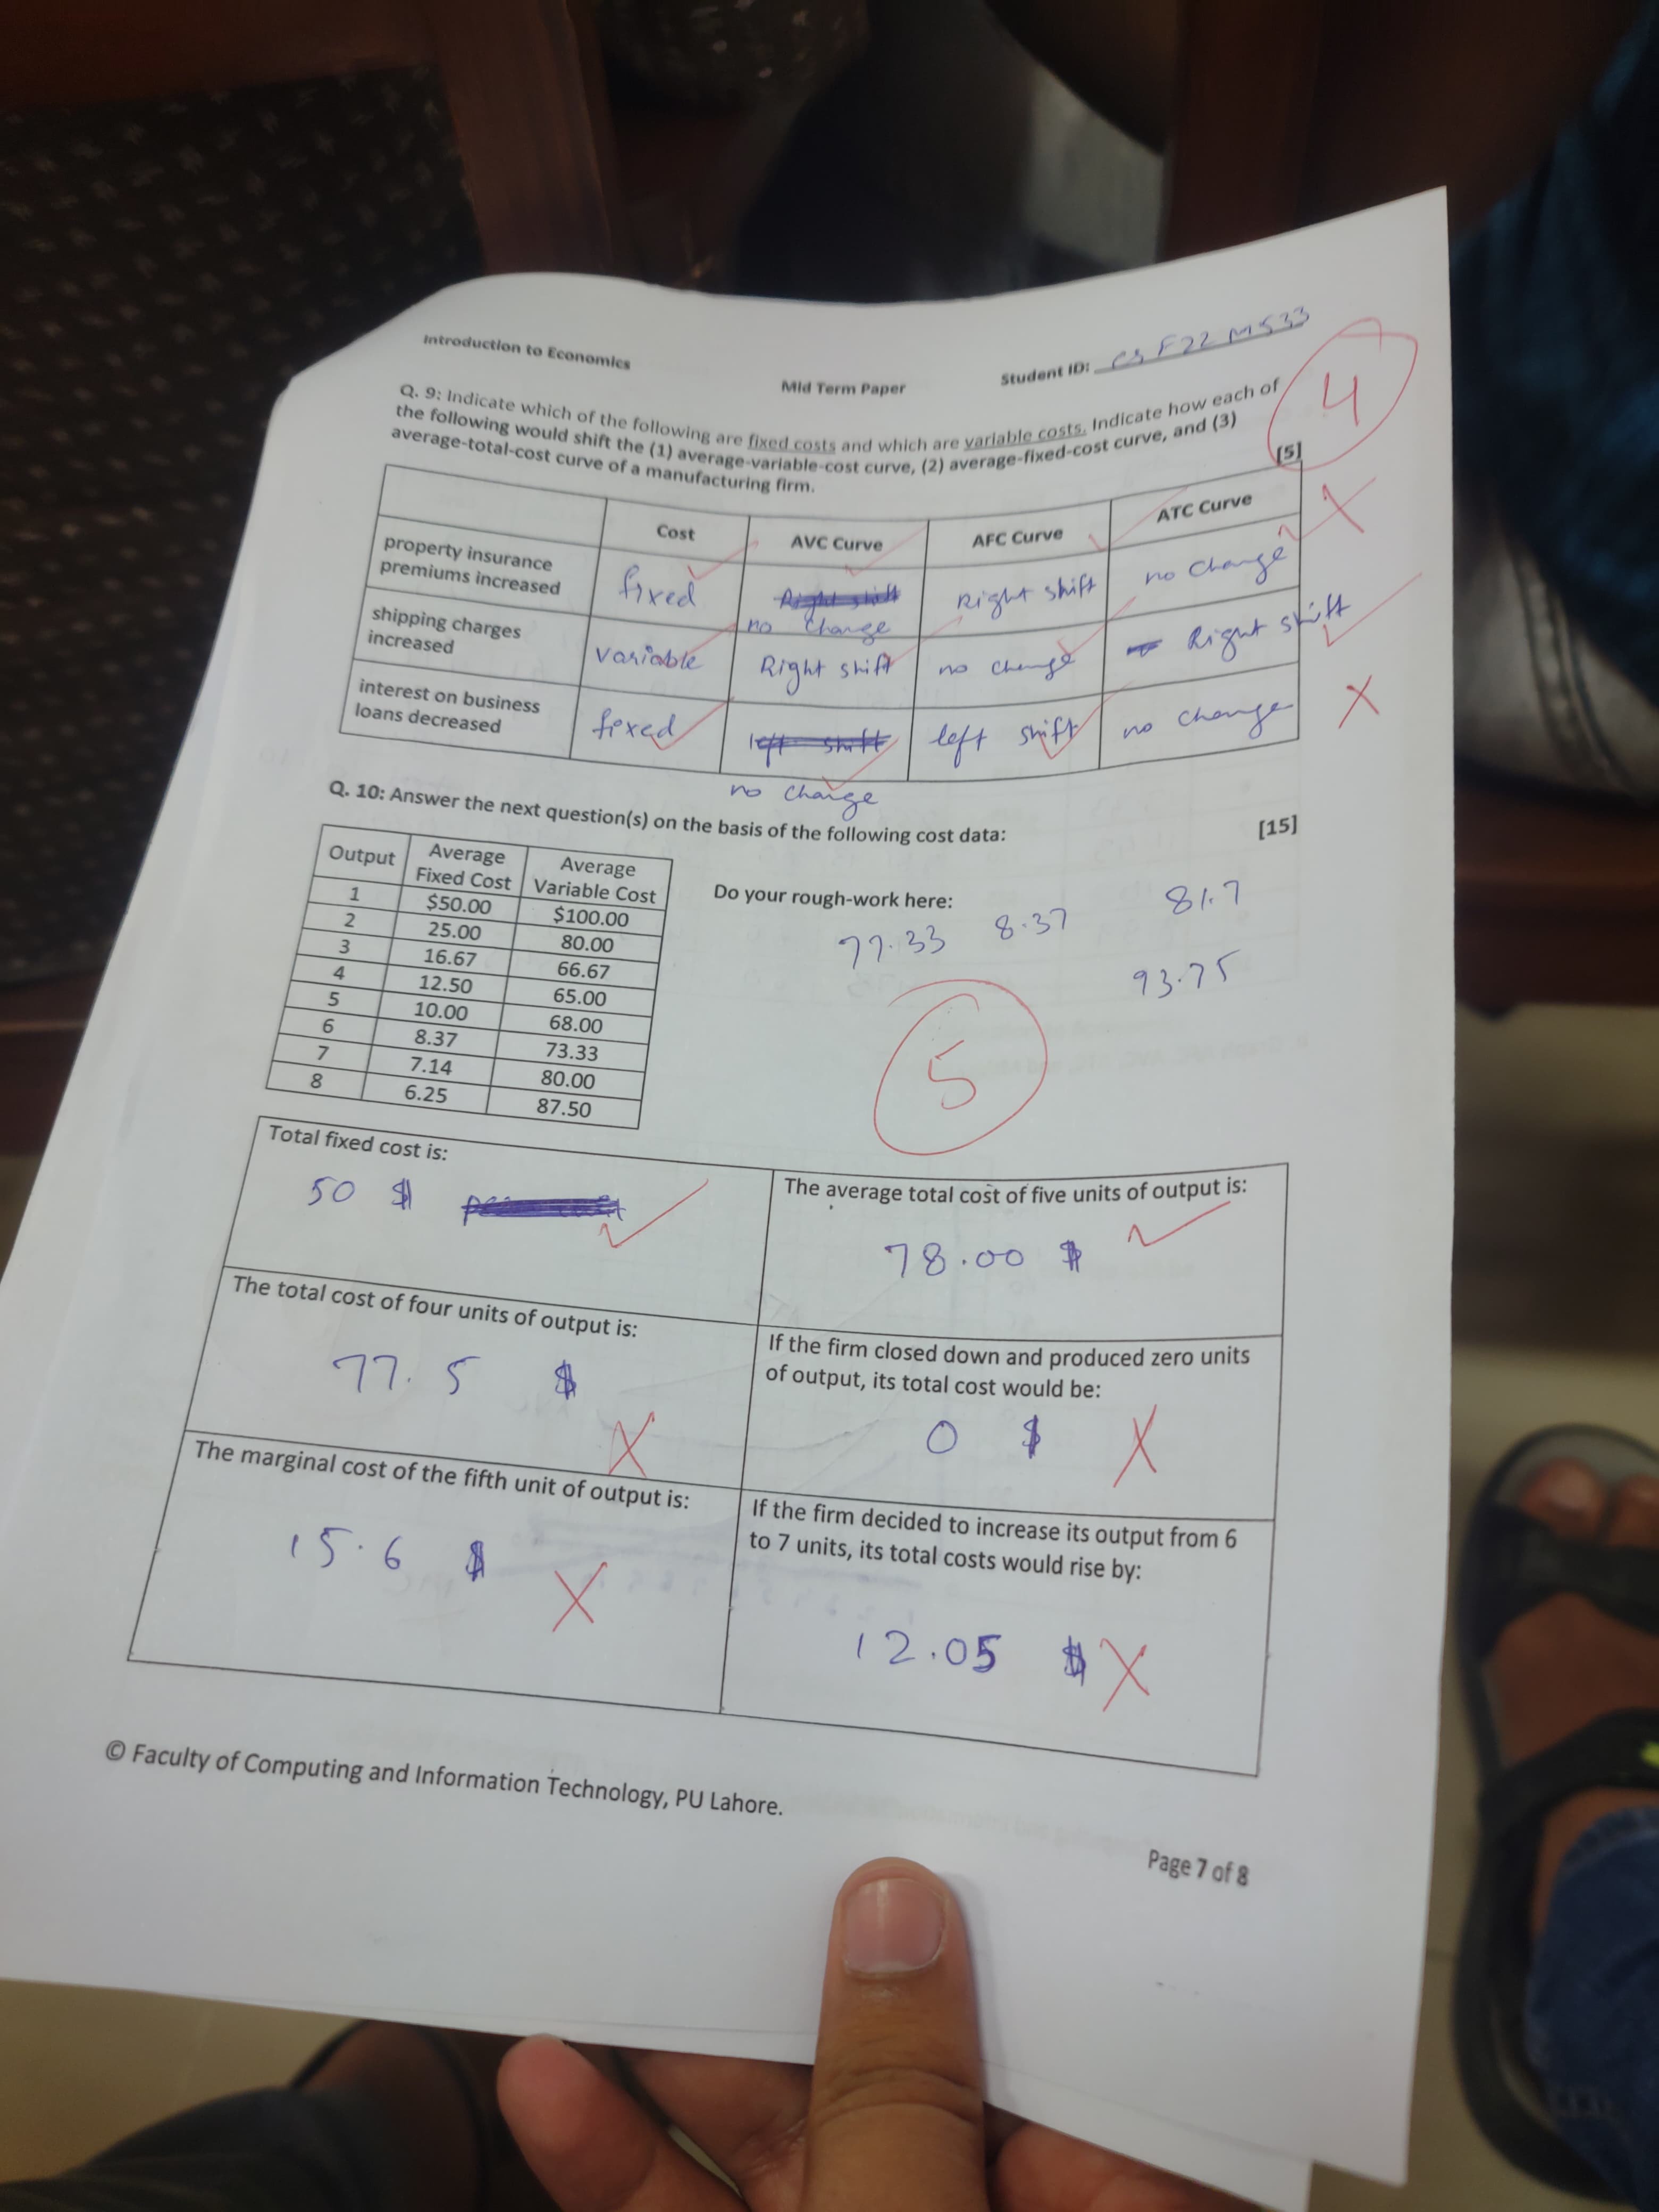 Introduction to Economics
Mid Term Paper
Student ID: CS F22 M533
4
Q. 9: Indicate which of the following are fixed costs and which are variable costs. Indicate how each of
the following would shift the (1) average-variable-cost curve, (2) average-fixed-cost curve, and (3)
average-total-cost curve of a manufacturing firm.
[5]
Cost AVC Curve AFC Curve ATC Curve
property insurance premiums increased fixed no change Right shift no change
shipping charges increased variable Right shift no change Right shift
interest on business loans decreased fixed left shift left shift no change
no change
Q. 10: Answer the next question(s) on the basis of the following cost data:
[15]
Output Average Fixed Cost Average Variable Cost
1 $50.00 $100.00
2 25.00 80.00
3 16.67 66.67
4 12.50 65.00
5 10.00 68.00
6 8.37 73.33
7 7.14 80.00
8 6.25 87.50
Do your rough-work here:
77.33 8.37 81.7
93.75
5
Total fixed cost is:
50 $
The average total cost of five units of output is:
78.00 $
The total cost of four units of output is:
77.5 $
If the firm closed down and produced zero units
of output, its total cost would be:
0 $
The marginal cost of the fifth unit of output is:
15.6 $
If the firm decided to increase its output from 6
to 7 units, its total costs would rise by:
12.05 $
© Faculty of Computing and Information Technology, PU Lahore.
Page 7 of 8